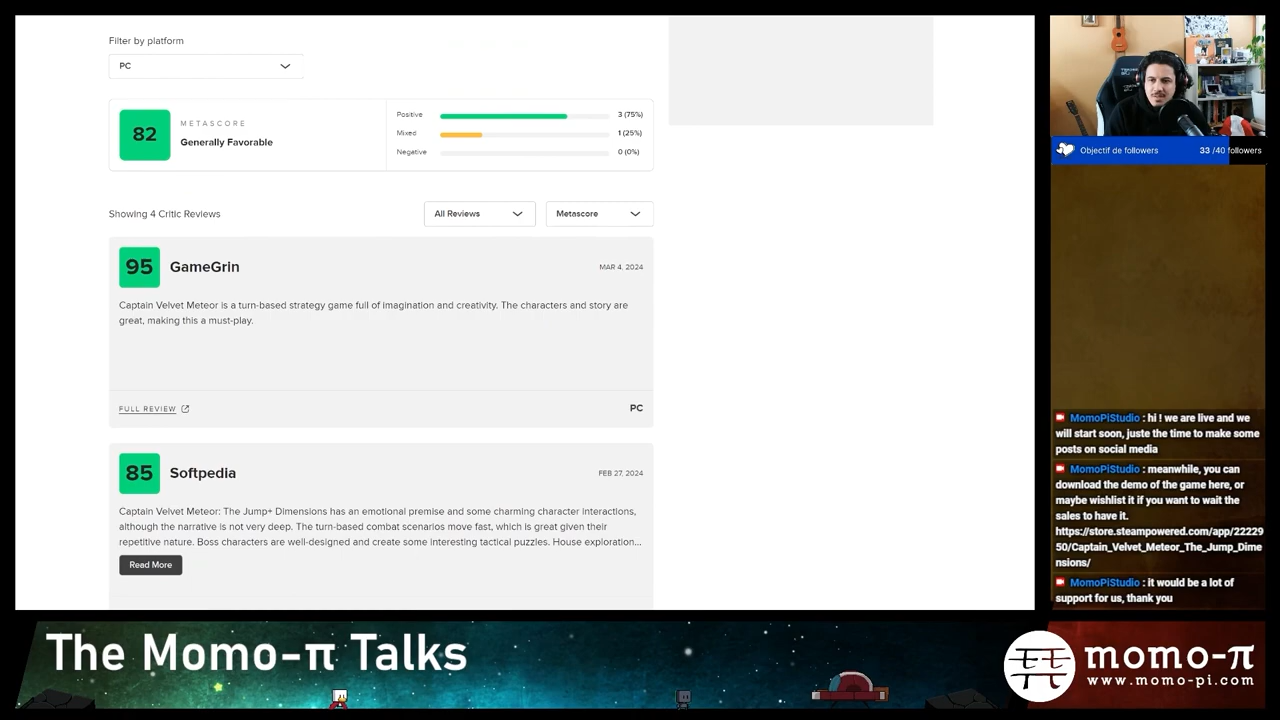 Filter by platform
PC
82
METASCORE
Generally Favorable
Positive 3 (75%)
Mixed 1 (25%)
Negative 0 (0%)
Showing 4 Critic Reviews
All Reviews
Metascore
95 GameGrin MAR 4, 2024
Captain Velvet Meteor is a turn-based strategy game full of imagination and creativity. The characters and story are
great, making this a must-play.
FULL REVIEW PC
85 Softpedia FEB 27, 2024
Captain Velvet Meteor: The Jump+ Dimensions has an emotional premise and some charming character interactions,
although the narrative is not very deep. The turn-based combat scenarios move fast, which is great given their
repetitive nature. Boss characters are well-designed and create some interesting tactical puzzles. House exploration...
Read More
Objectif de followers 33 /40 followers
MomoPiStudio : hi ! we are live and we
will start soon, juste the time to make some
posts on social media
MomoPiStudio : meanwhile, you can
download the demo of the game here, or
maybe wishlist it if you want to wait the
sales to have it.
https://store.steampowered.com/app/22229
50/Captain_Velvet_Meteor_The_Jump_Dime
nsions/
MomoPiStudio : it would be a lot of
support for us, thank you
The Momo-π Talks
momo-π
www.momo-pi.com